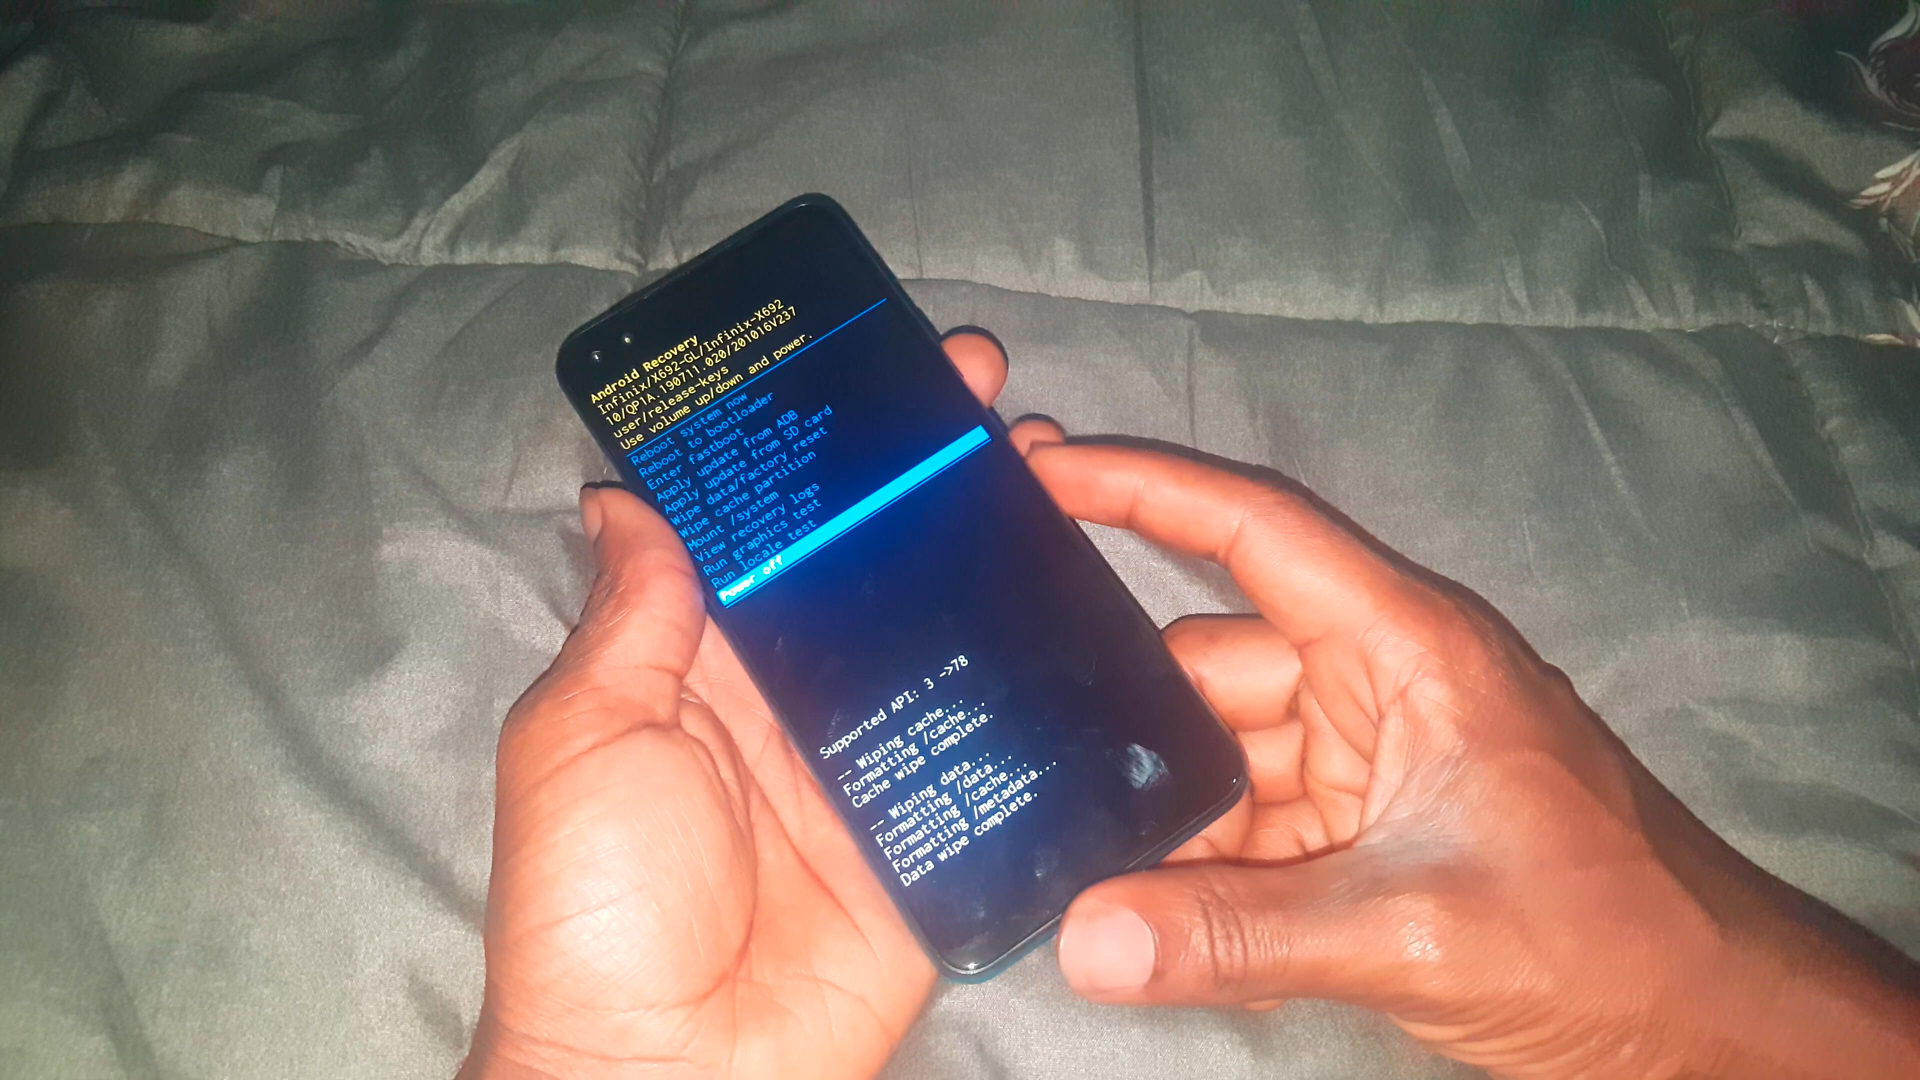 Android Recovery
Infinix/X692-GL/Infinix-X692
10/QP1A.190711.020/201016V237
user/release-keys
Use volume up/down and power.
Reboot system now
Reboot to bootloader
Enter fastboot
Apply update from ADB
Apply update from SD card
Wipe data/factory reset
Wipe cache partition
Mount /system
View recovery logs
Run graphics test
Run locale test
Power off
Supported API: 3 ->78
-- Wiping cache...
Formatting /cache...
Cache wipe complete.
-- Wiping data...
Formatting /data...
Formatting /cache...
Formatting /metadata...
Data wipe complete.